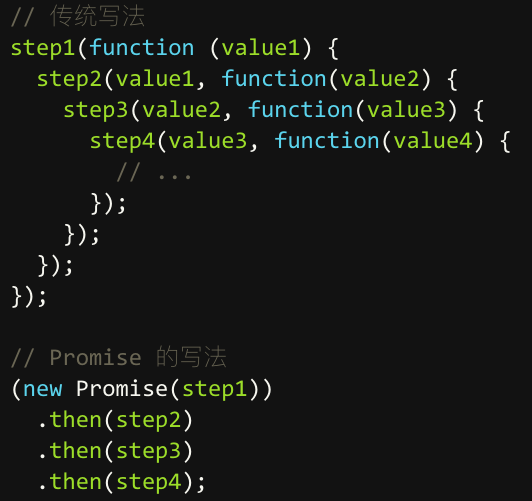 // 传统写法
step1(function (value1) {
  step2(value1, function(value2) {
    step3(value2, function(value3) {
      step4(value3, function(value4) {
        // ...
      });
    });
  });
});

// Promise 的写法
(new Promise(step1))
  .then(step2)
  .then(step3)
  .then(step4);